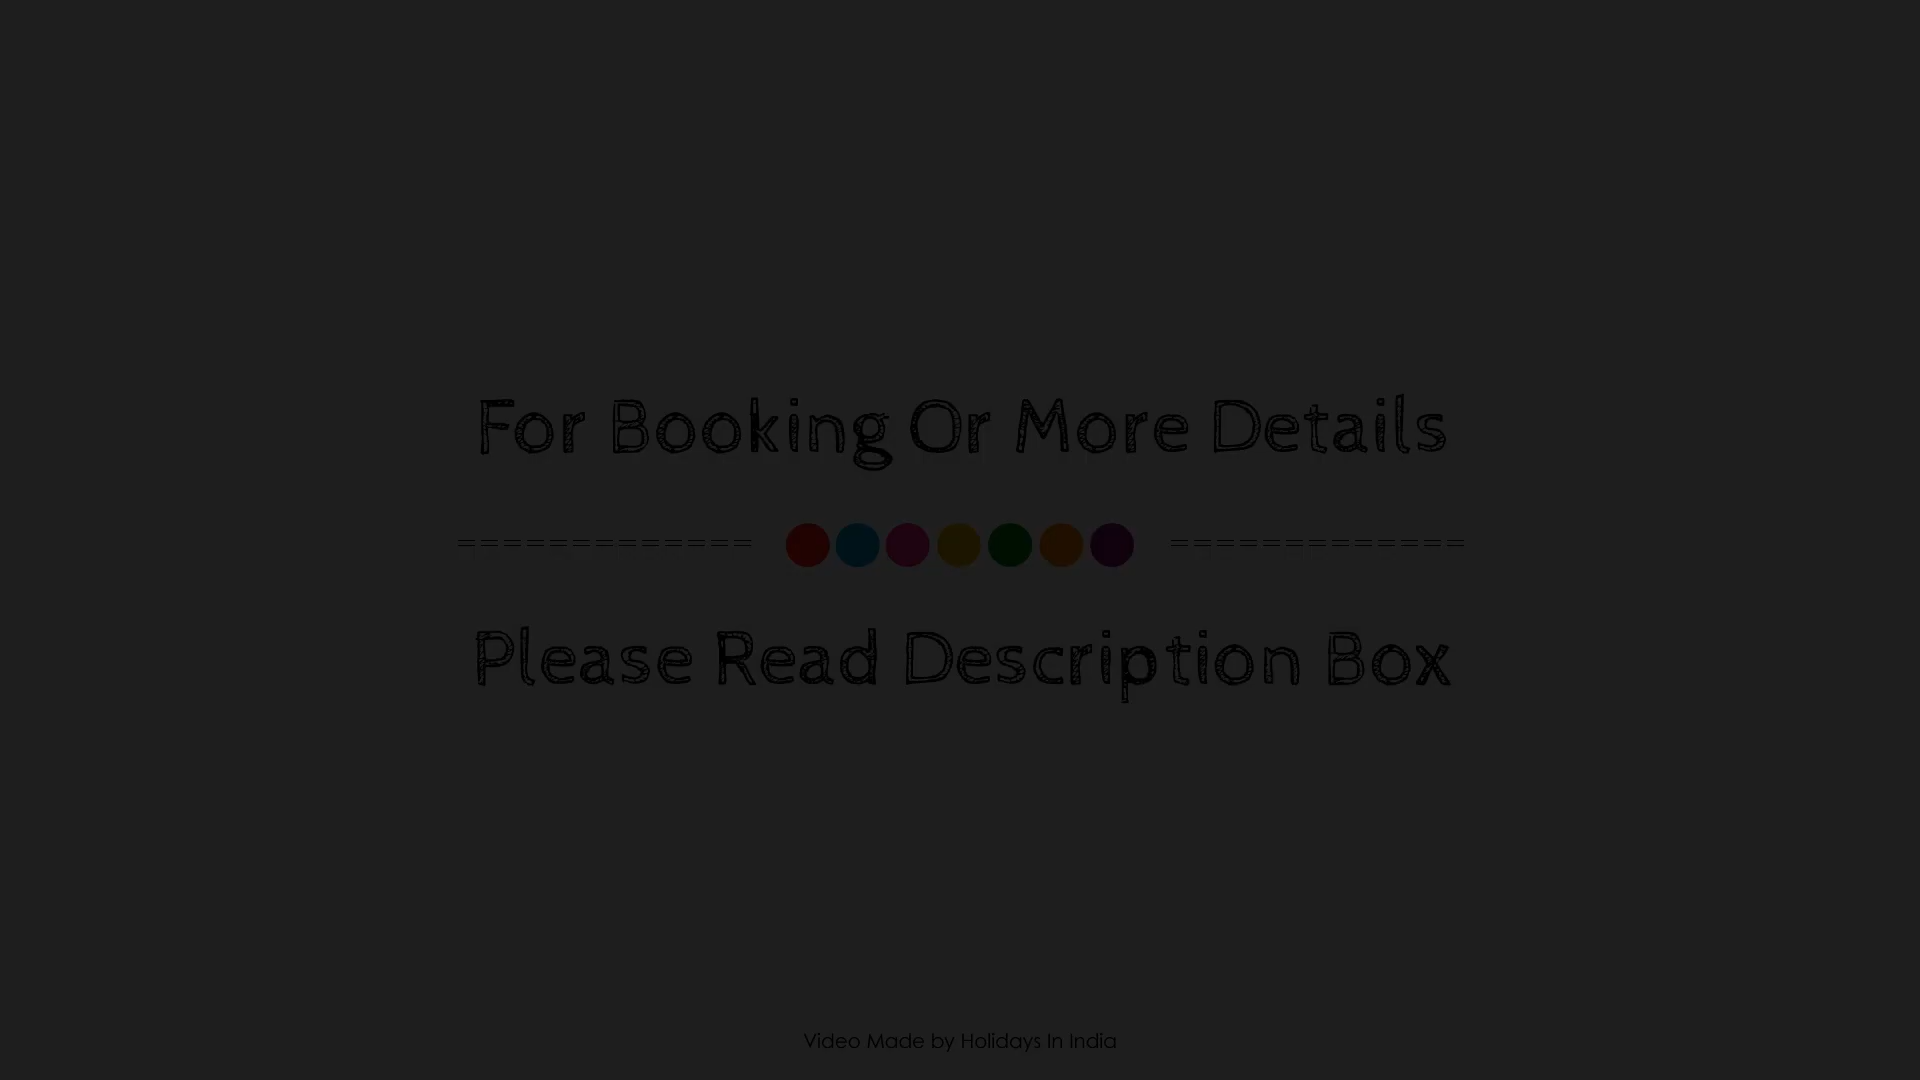 For Booking Or More Details
============= =============
Please Read Description Box
Video Made by Holidays In India